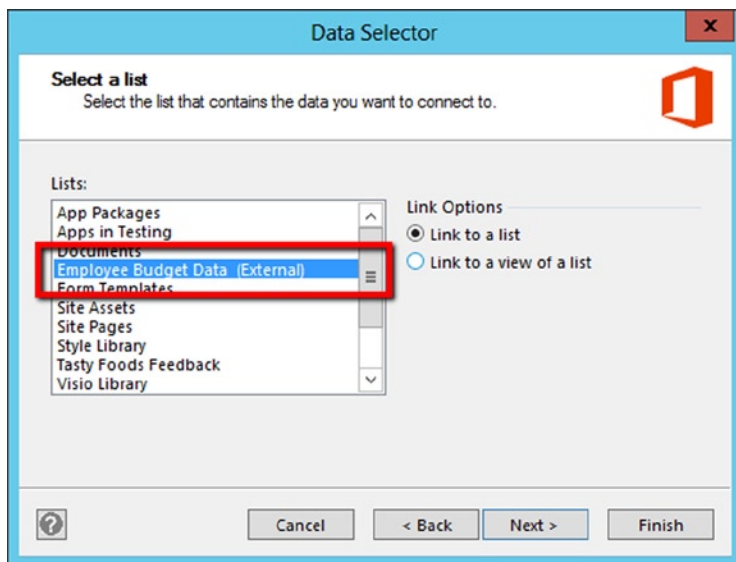 Data Selector
x
Select a list
Select the list that contains the data you want to connect to.
Lists:
App Packages
Apps in Testing
Documents
Employee Budget Data (External)
Form Templates
Site Assets
Site Pages
Style Library
Tasty Foods Feedback
Visio Library
Link Options
Link to a list
Link to a view of a list
?
Cancel
< Back
Next >
Finish